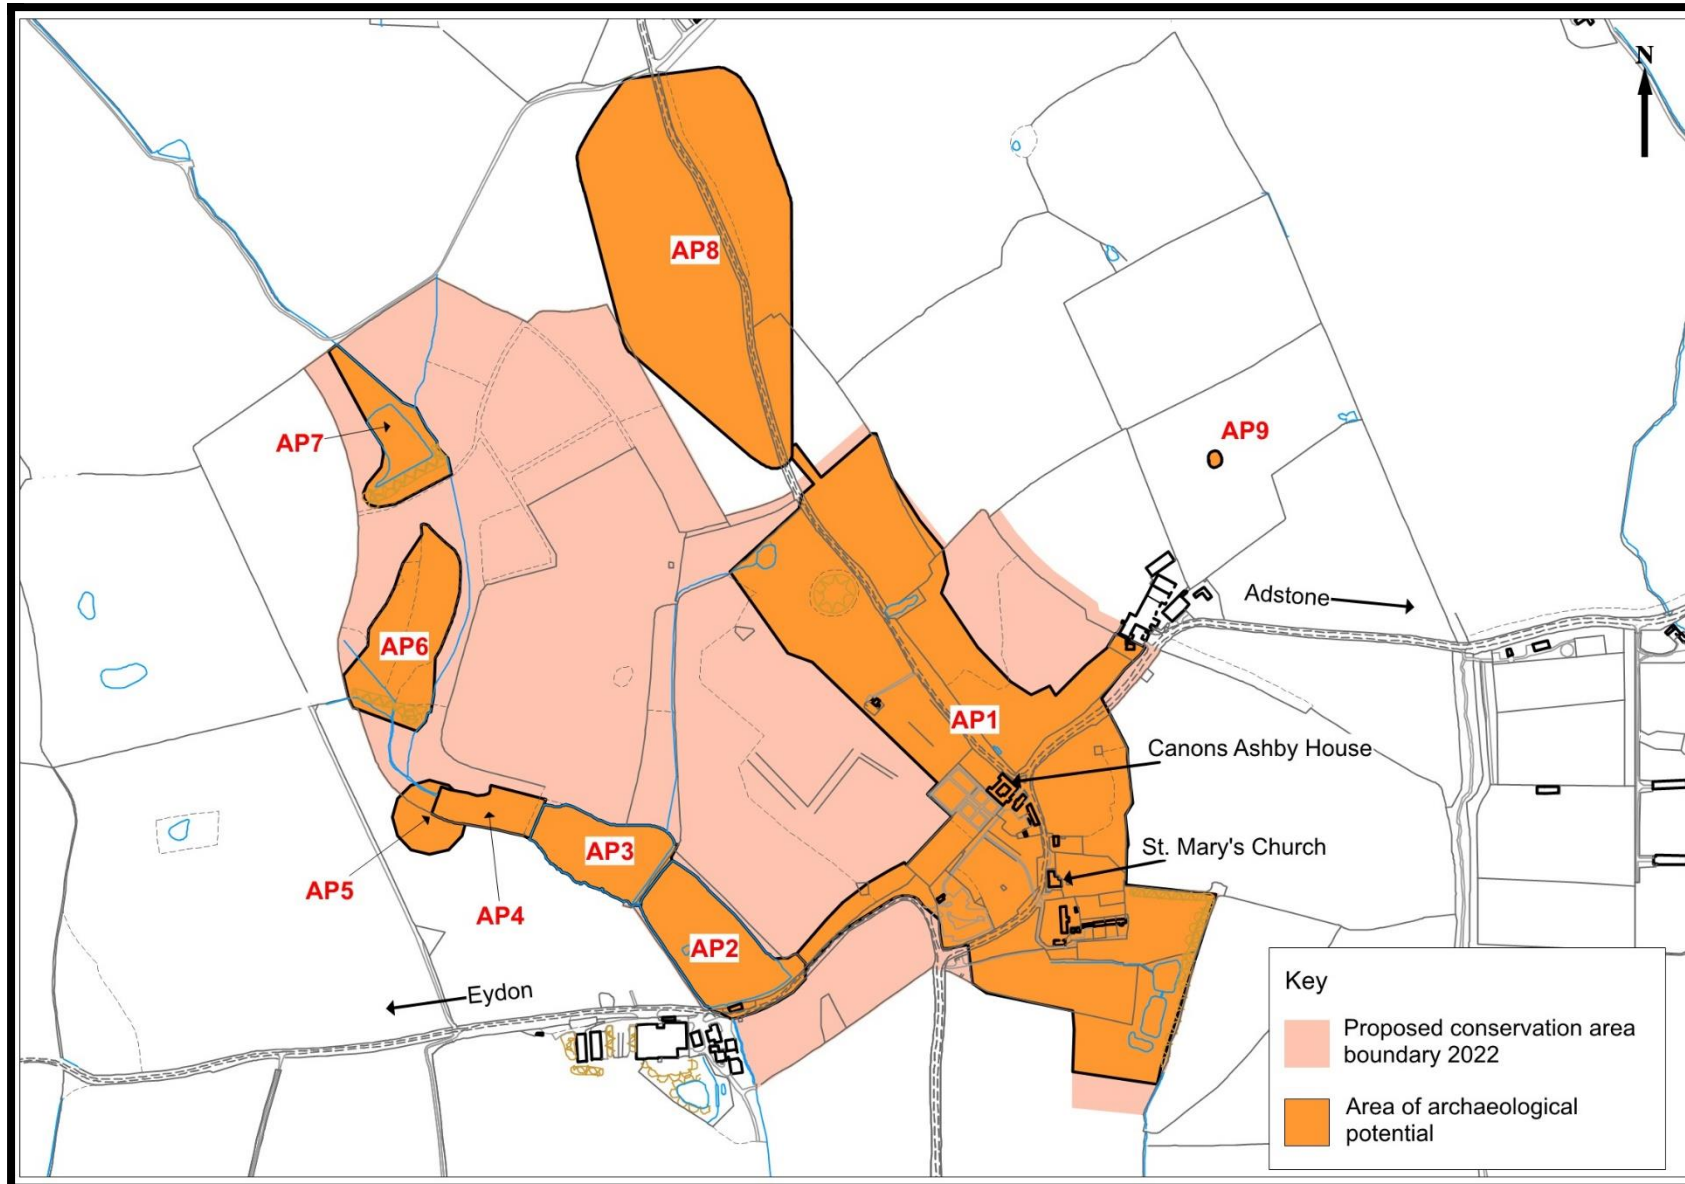 N
AP8
AP7
AP9
AP6
Adstone
AP1
Canons Ashby House
St. Mary's Church
AP3
AP5
AP4
AP2
Eydon
Key
Proposed conservation area
boundary 2022
Area of archaeological
potential